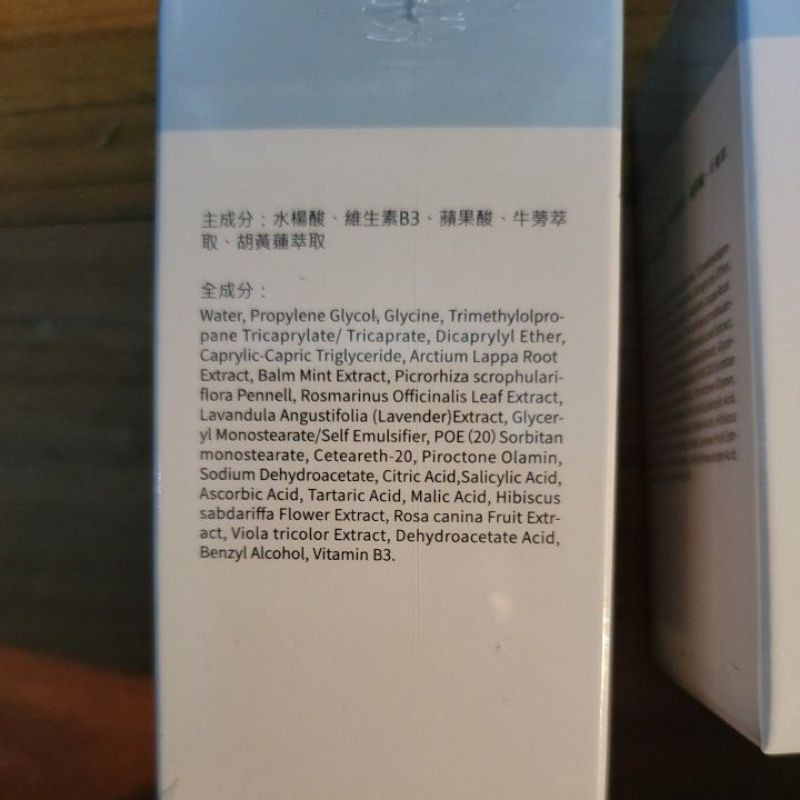 主成分：水楊酸、維生素B3、蘋果酸、牛蒡萃
取、胡黃蓮萃取
全成分：
Water, Propylene Glycol, Glycine, Trimethylolpro-
pane Tricaprylate/ Tricaprate, Dicaprylyl Ether,
Caprylic-Capric Triglyceride, Arctium Lappa Root
Extract, Balm Mint Extract, Picrorhiza scrophulari-
flora Pennell, Rosmarinus Officinalis Leaf Extract,
Lavandula Angustifolia (Lavender)Extract, Glycer-
yl Monostearate/Self Emulsifier, POE (20) Sorbitan
monostearate, Ceteareth-20, Piroctone Olamin,
Sodium Dehydroacetate, Citric Acid,Salicylic Acid,
Ascorbic Acid, Tartaric Acid, Malic Acid, Hibiscus
sabdariffa Flower Extract, Rosa canina Fruit Extr-
act, Viola tricolor Extract, Dehydroacetate Acid,
Benzyl Alcohol, Vitamin B3.